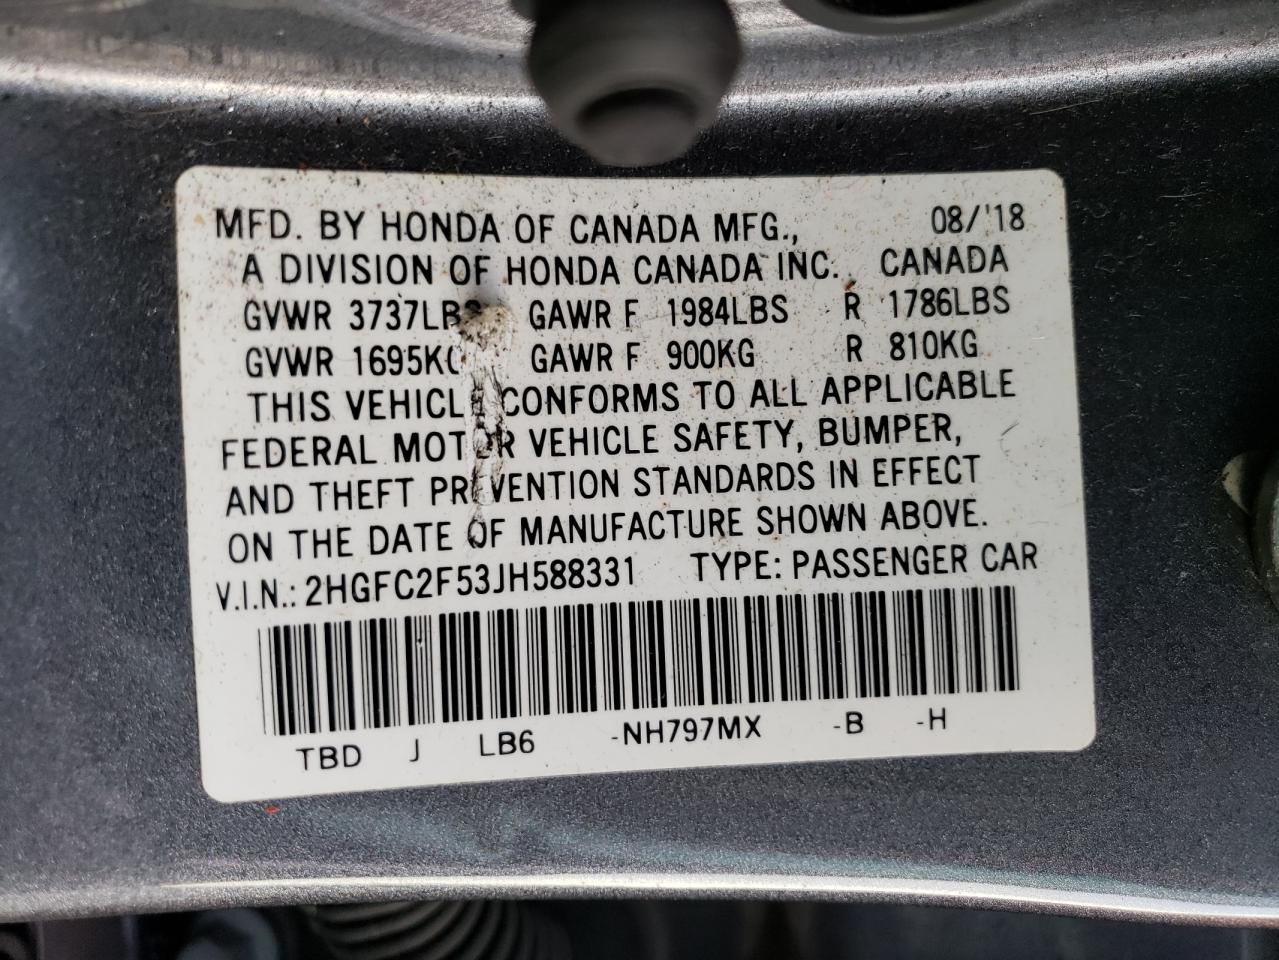 MFD. BY HONDA OF CANADA MFG., 08/'18
A DIVISION OF HONDA CANADA INC. CANADA
GVWR 3737LBS GAWR F 1984LBS R 1786LBS
GVWR 1695KG GAWR F 900KG R 810KG
THIS VEHICLE CONFORMS TO ALL APPLICABLE
FEDERAL MOTOR VEHICLE SAFETY, BUMPER,
AND THEFT PREVENTION STANDARDS IN EFFECT
ON THE DATE OF MANUFACTURE SHOWN ABOVE.
V.I.N.: 2HGFC2F53JH588331 TYPE: PASSENGER CAR
TBD J LB6 -NH797MX -B -H